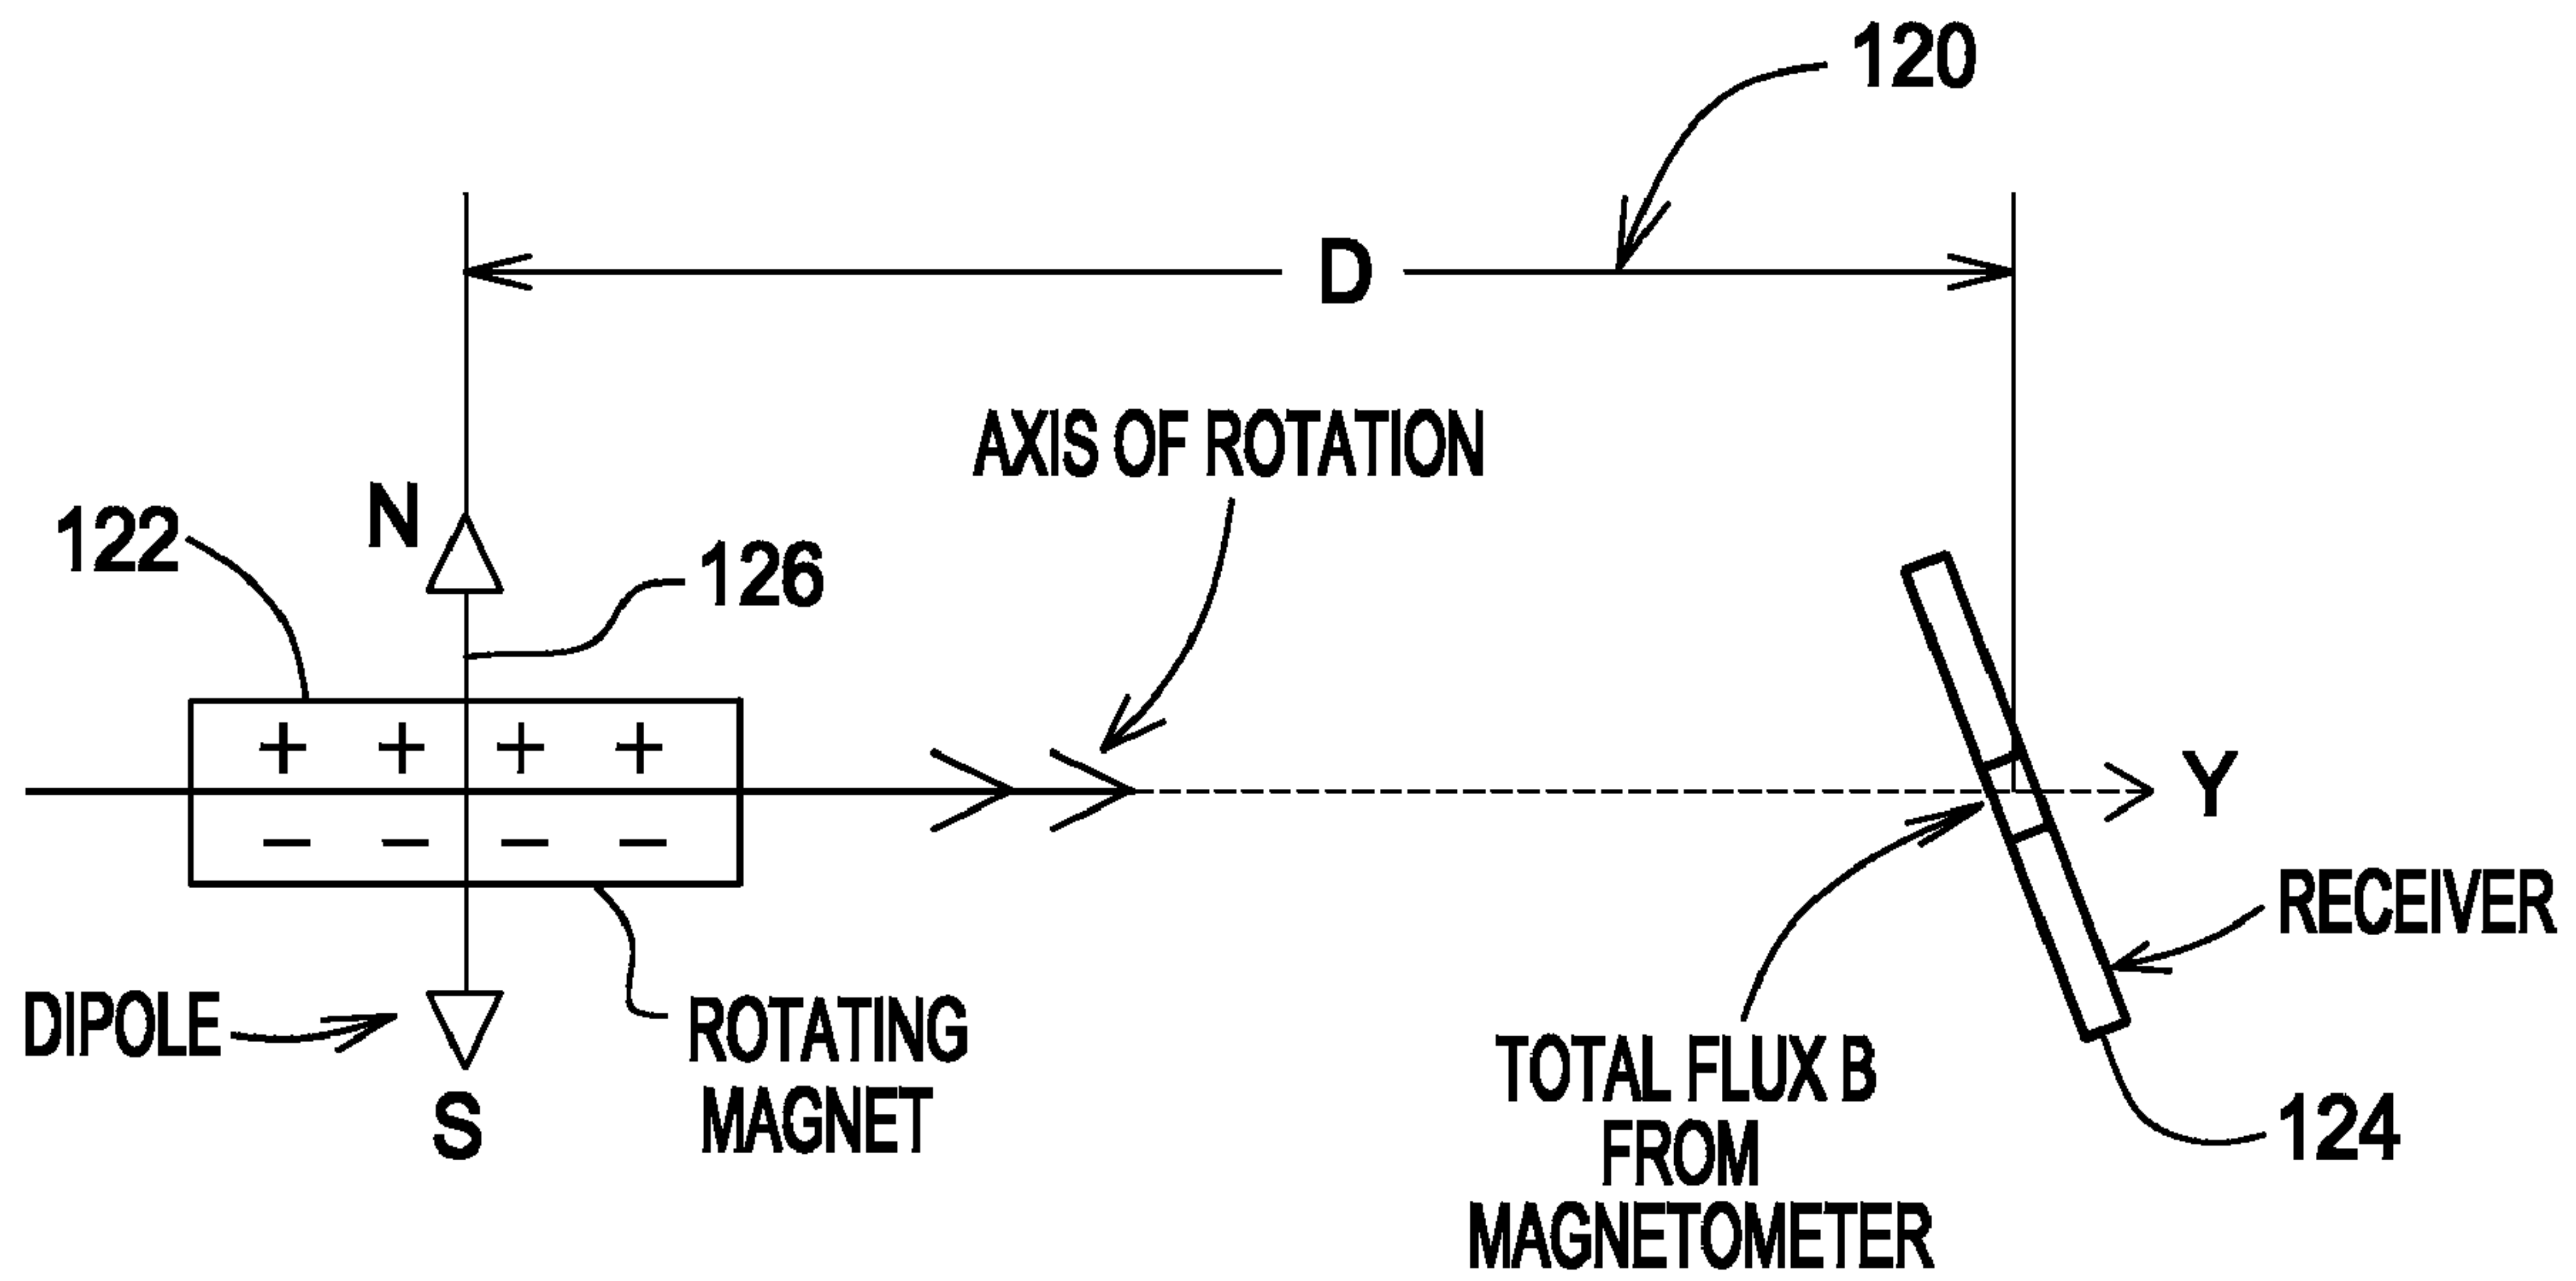 120
D
AXIS OF ROTATION
N
122
126
+ + + +
Y
− − − −
RECEIVER
DIPOLE
ROTATING
MAGNET
S
TOTAL FLUX B
FROM
MAGNETOMETER
124